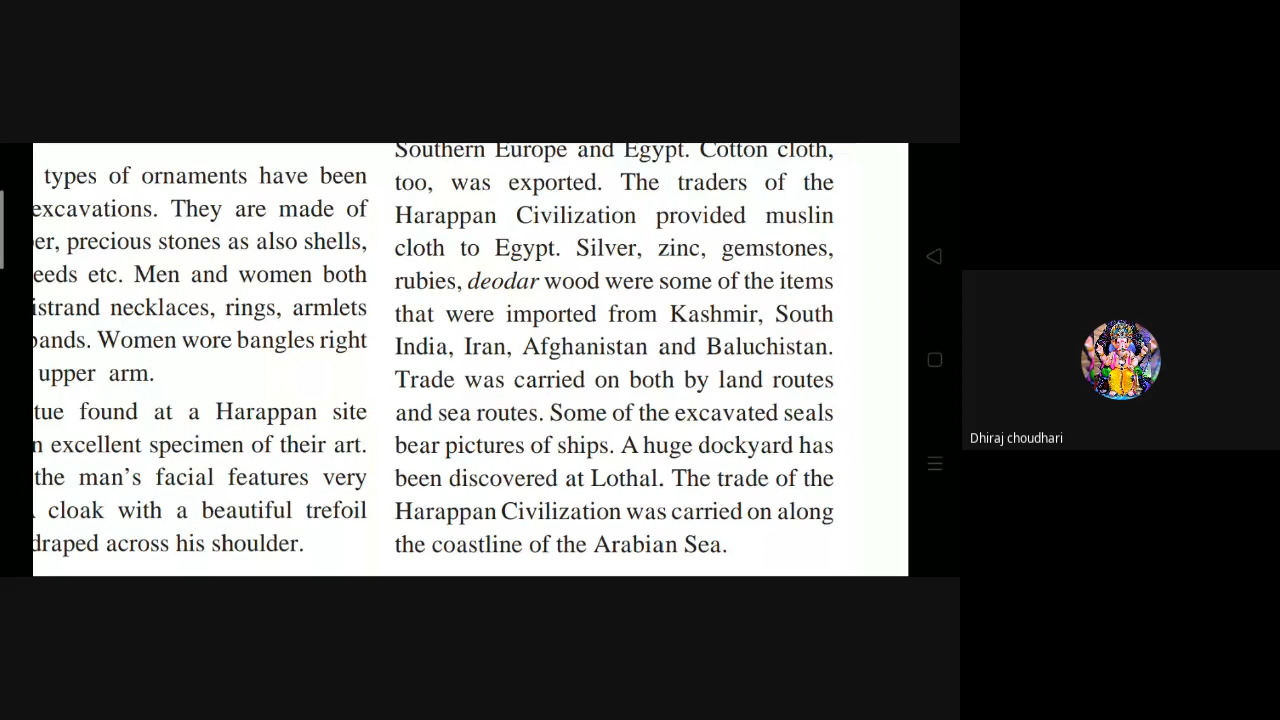 types of ornaments have been
excavations. They are made of
precious stones as also shells,
etc. Men and women both
necklaces, rings, armlets
Women wore bangles right
upper arm.
found at a Harappan site
excellent specimen of their art.
the man's facial features very
cloak with a beautiful trefoil
draped across his shoulder.
Southern Europe and Egypt. Cotton cloth,
too, was exported. The traders of the
Harappan Civilization provided muslin
cloth to Egypt. Silver, zinc, gemstones,
rubies, deodar wood were some of the items
that were imported from Kashmir, South
India, Iran, Afghanistan and Baluchistan.
Trade was carried on both by land routes
and sea routes. Some of the excavated seals
bear pictures of ships. A huge dockyard has
been discovered at Lothal. The trade of the
Harappan Civilization was carried on along
the coastline of the Arabian Sea.
Dhiraj choudhari